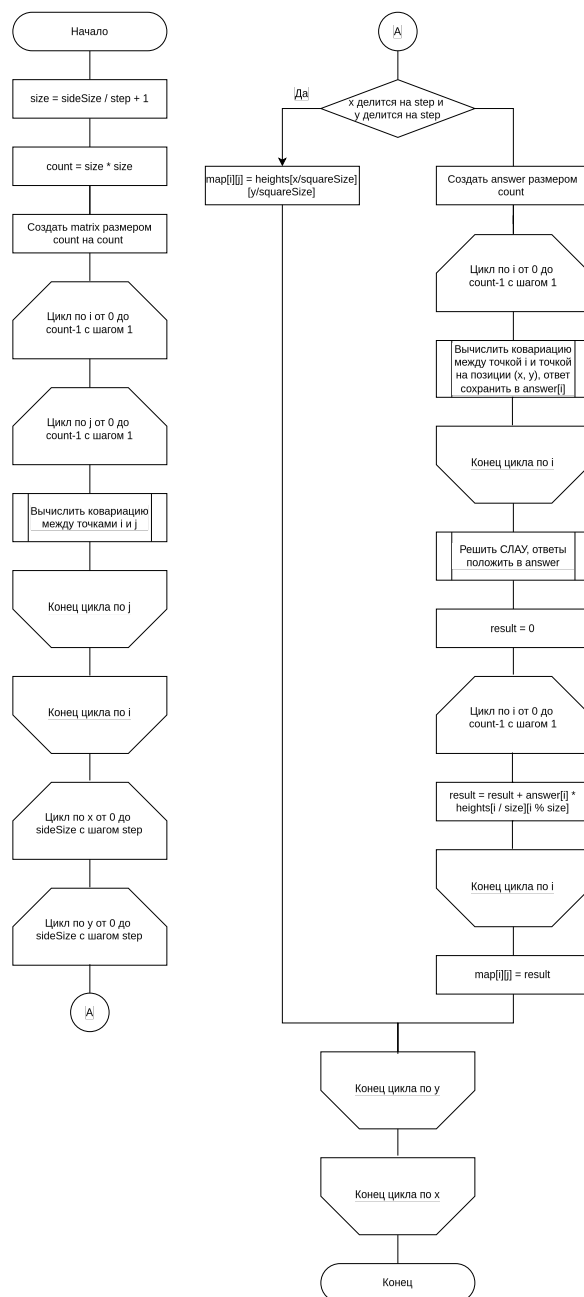 Начало
size = sideSize / step + 1
count = size * size
Создать matrix размером
count на count
Цикл по i от 0 до
count-1 с шагом 1
Цикл по j от 0 до
count-1 с шагом 1
Вычислить ковариацию
между точками i и j
Конец цикла по j
Конец цикла по i
Цикл по x от 0 до
sideSize с шагом step
Цикл по y от 0 до
sideSize с шагом step
А
А
x делится на step и
y делится на step
Да
map[i][j] = heights[x/squareSize]
[y/squareSize]
Создать answer размером
count
Цикл по i от 0 до
count-1 с шагом 1
Вычислить ковариацию
между точкой i и точкой
на позиции (x, y), ответ
сохранить в answer[i]
Конец цикла по i
Решить СЛАУ, ответы
положить в answer
result = 0
Цикл по i от 0 до
count-1 с шагом 1
result = result + answer[i] *
heights[i / size][i % size]
Конец цикла по i
map[i][j] = result
Конец цикла по y
Конец цикла по x
Конец